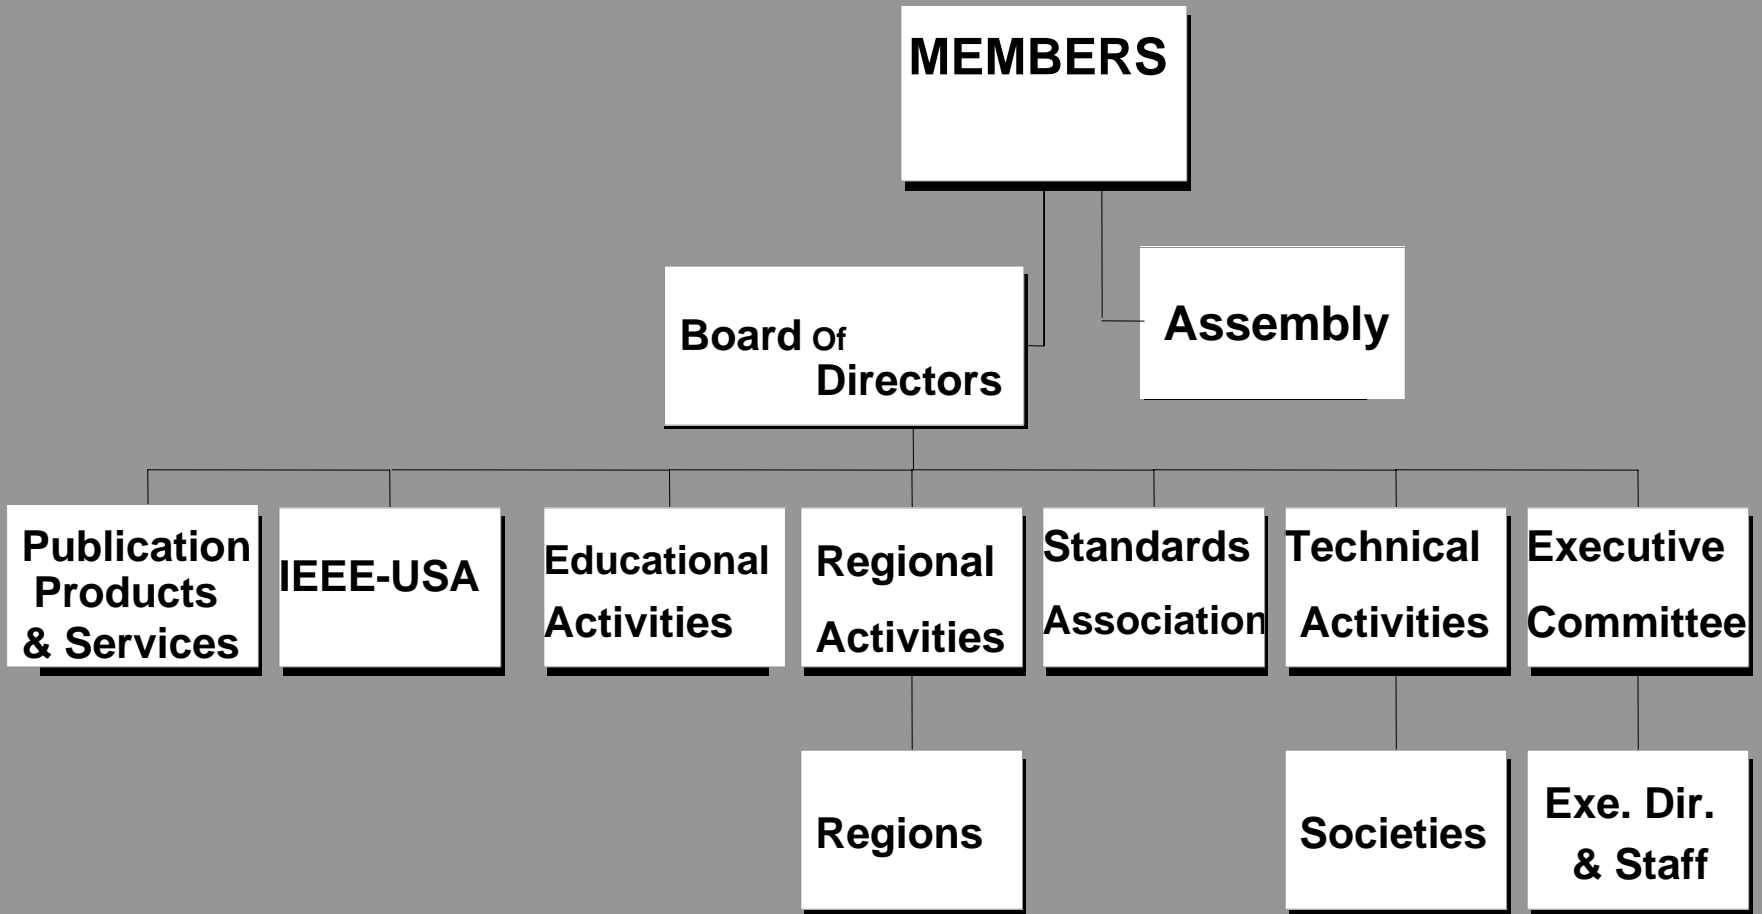 MEMBERS
Assembly
Board Of
Directors
Publication
Products
& Services
IEEE-USA
Educational
Activities
Regional
Activities
Standards
Association
Technical
Activities
Executive
Committee
Regions
Societies
Exe. Dir.
& Staff